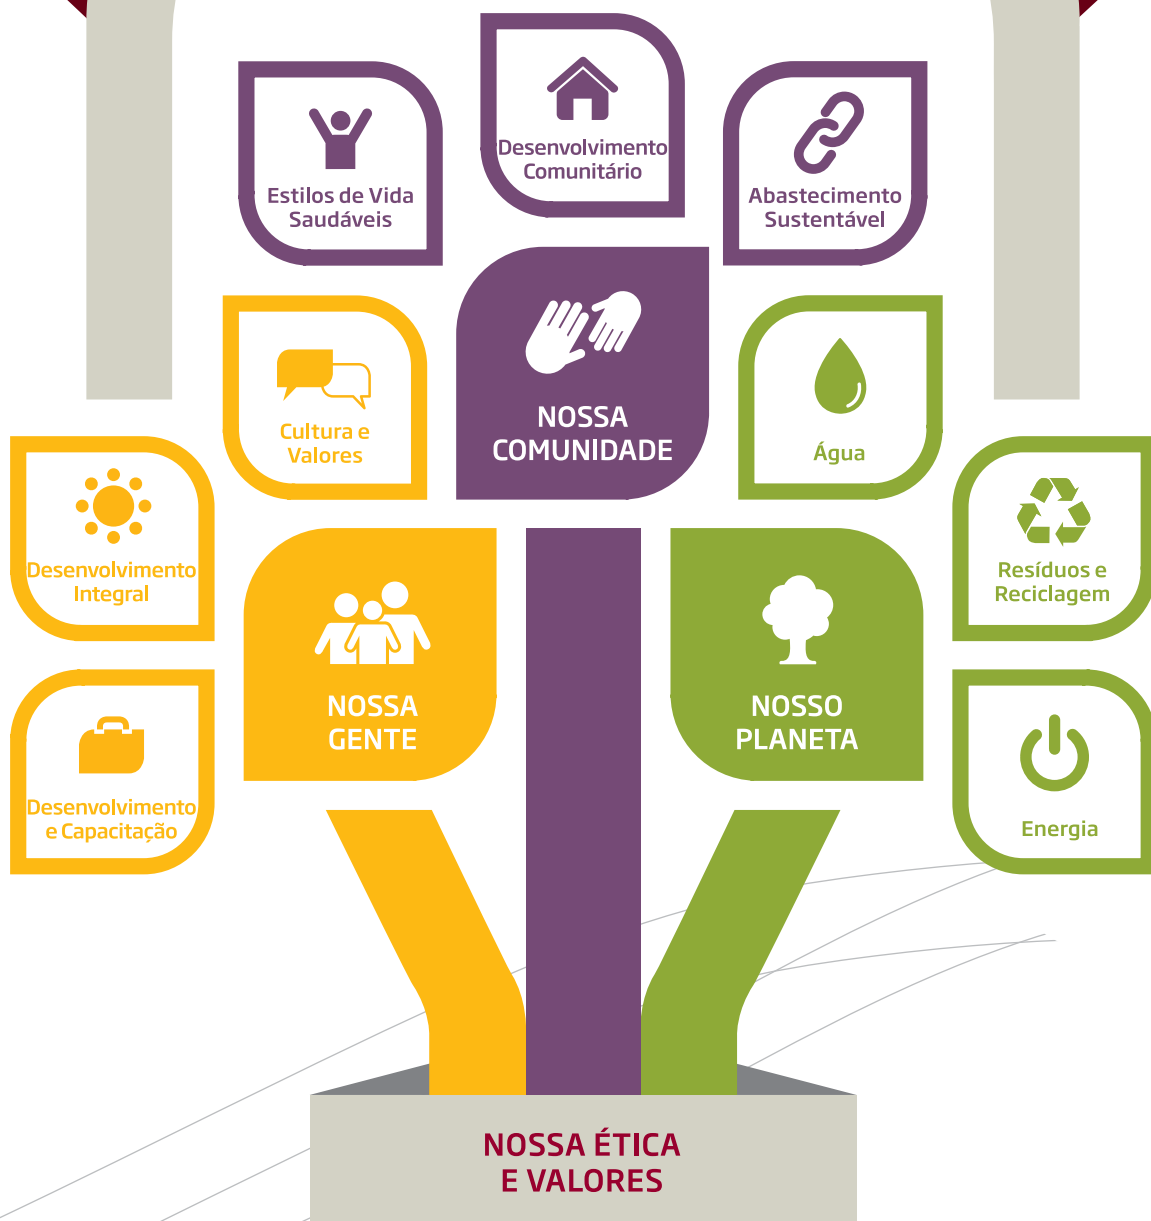 Desenvolvimento
Comunitário
Estilos de Vida
Saudáveis
Abastecimento
Sustentável
NOSSA
COMUNIDADE
Cultura e
Valores
Água
Desenvolvimento
Integral
Resíduos e
Reciclagem
NOSSA
GENTE
NOSSO
PLANETA
Desenvolvimento
e Capacitação
Energia
NOSSA ÉTICA
E VALORES